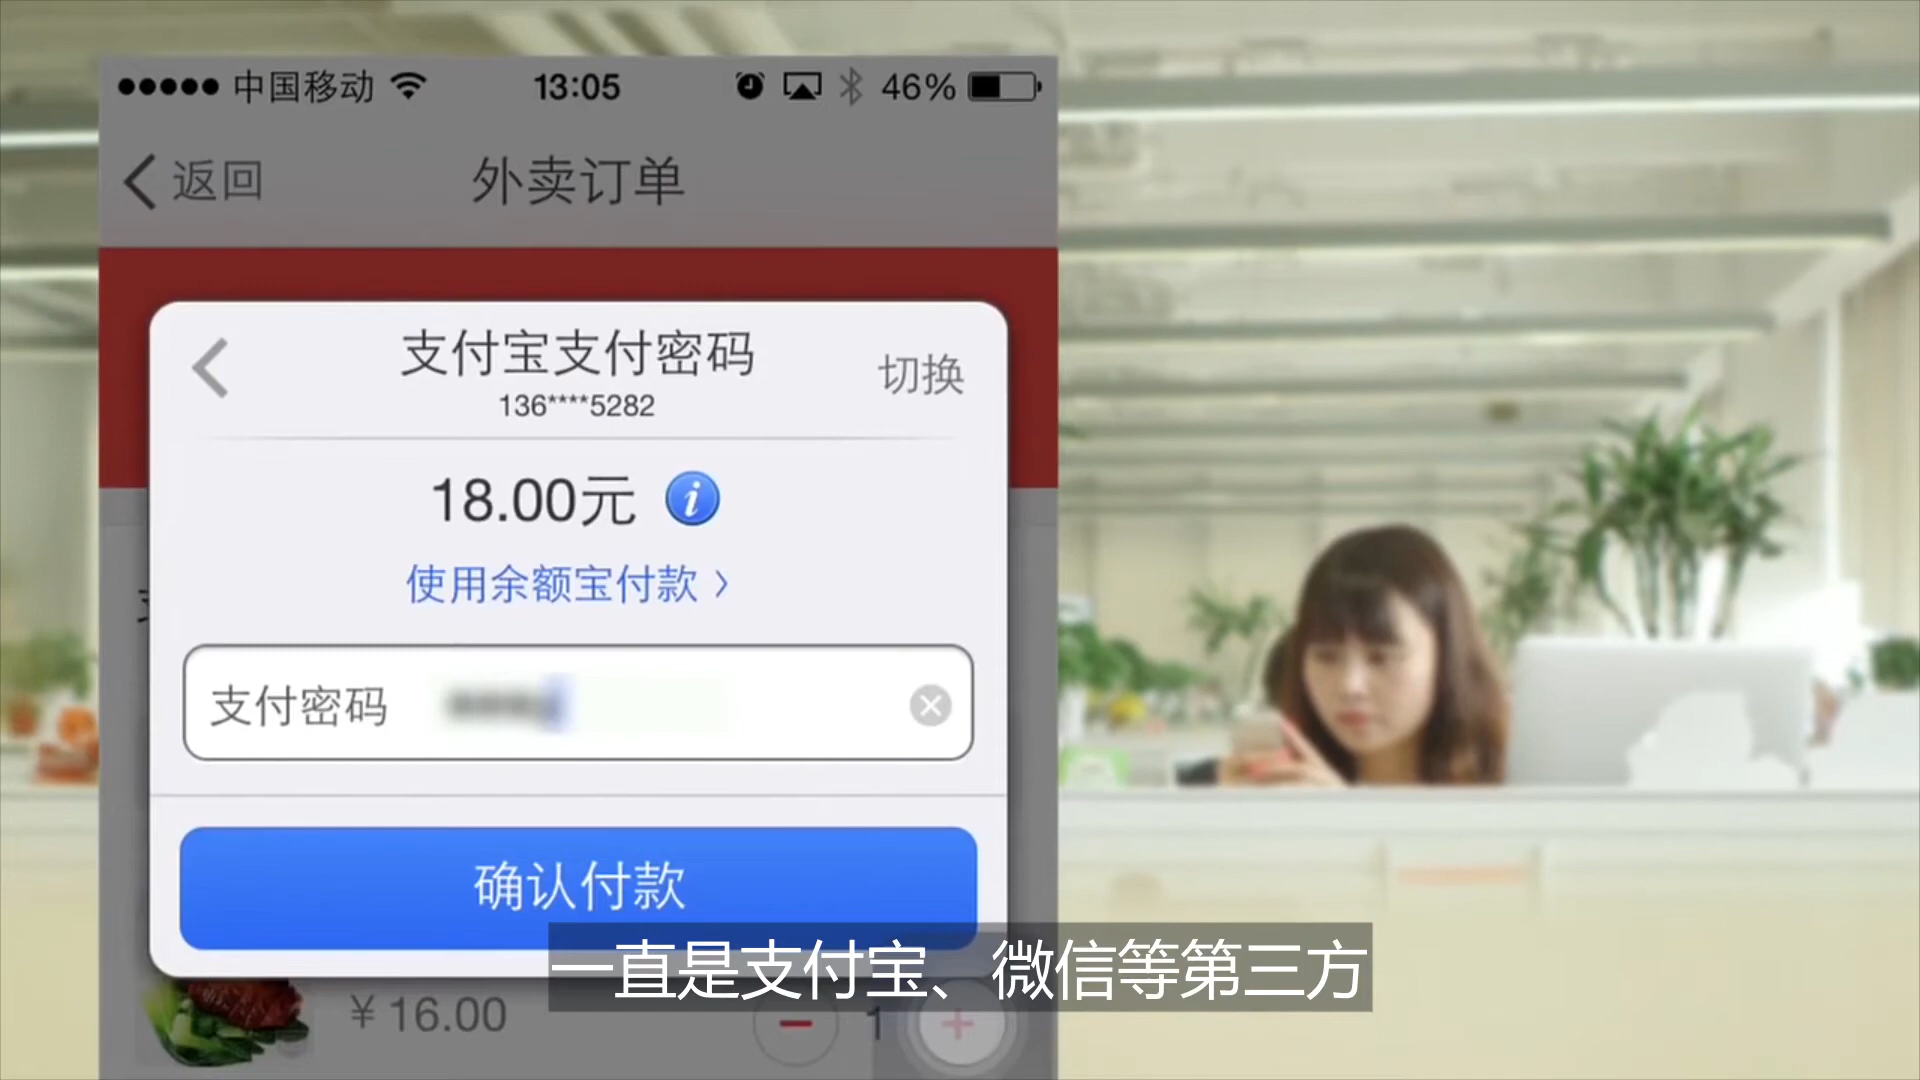 中国移动 13:05 46%
返回 外卖订单
支付宝支付密码 切换
136****5282
18.00元
使用余额宝付款
支付密码
确认付款
¥16.00 1
一直是支付宝、微信等第三方